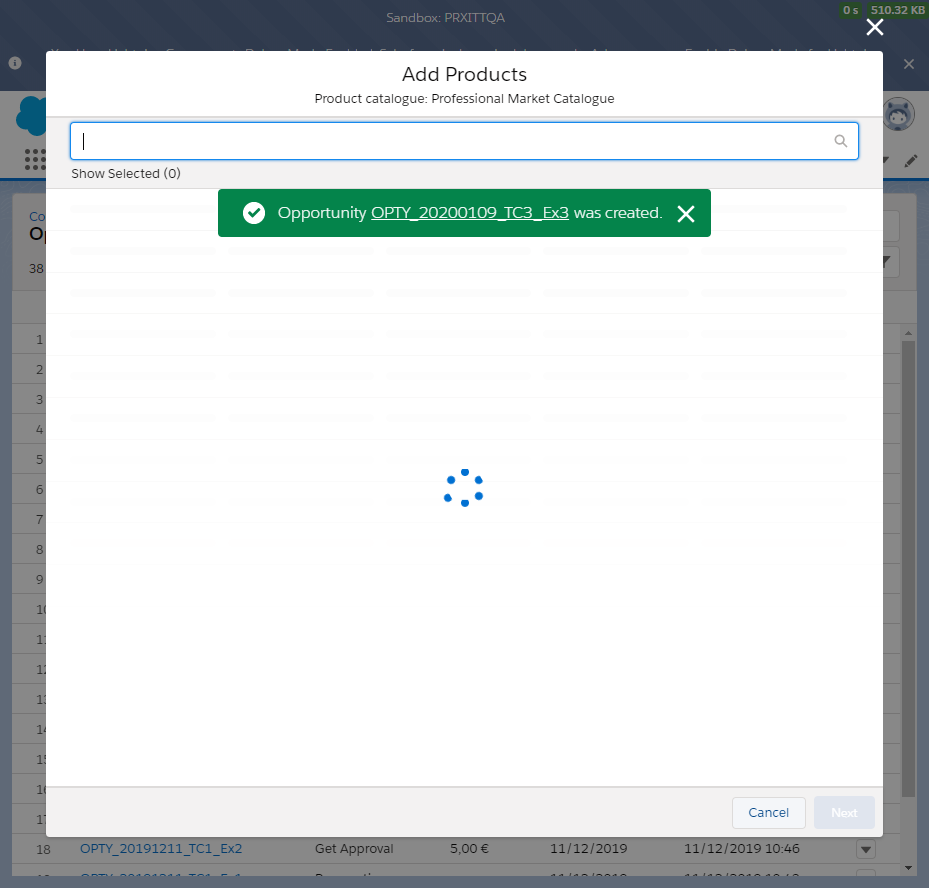 Sandbox: PRXITTQA
0 s 510.32 KB
Add Products
Product catalogue: Professional Market Catalogue
Show Selected (0)
Opportunity OPTY_20200109_TC3_Ex3 was created.
Co
Op
38
1
2
3
4
5
6
7
8
9
10
11
12
13
14
15
16
17
Cancel Next
18 OPTY_20191211_TC1_Ex2 Get Approval 5,00 € 11/12/2019 11/12/2019 10:46